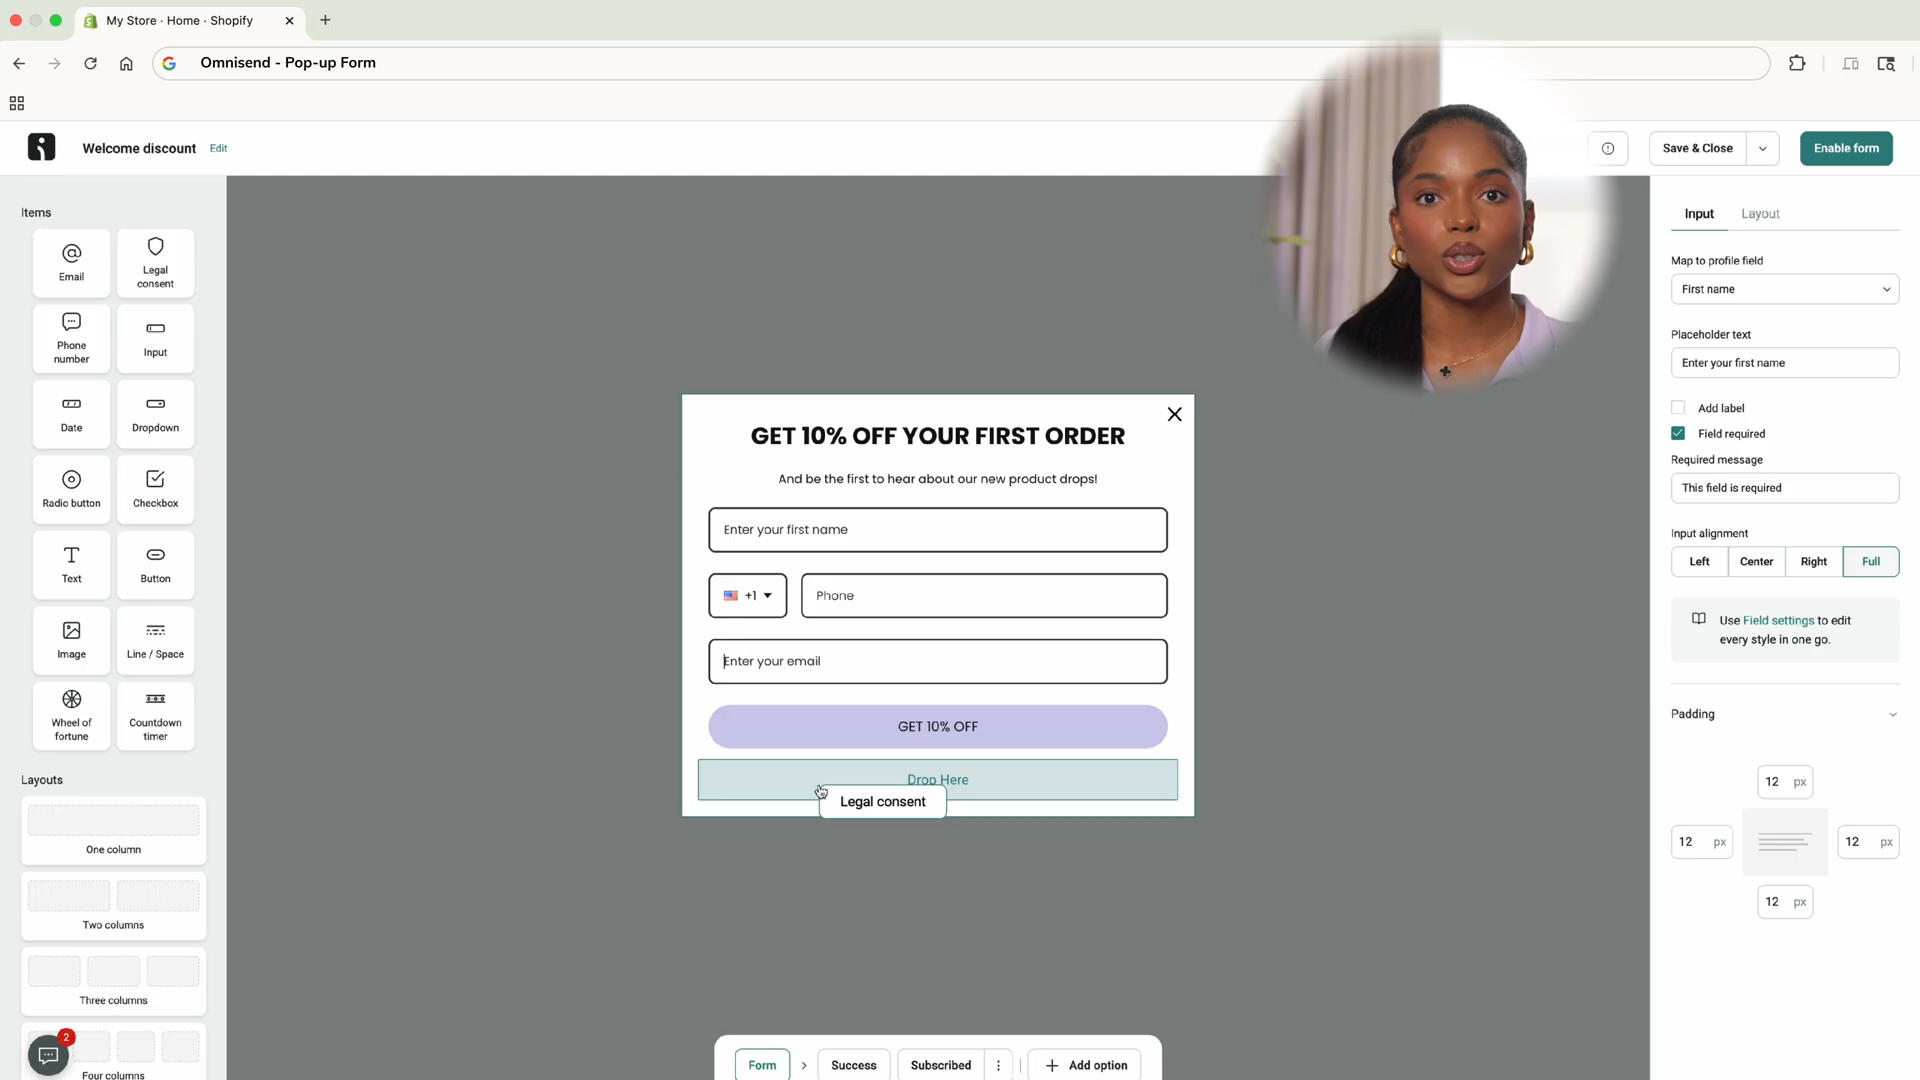 My Store · Home · Shopify
Omnisend - Pop-up Form
Welcome discount Edit
Save & Close
Enable form
Items
Email
Legal
consent
Phone
number
Input
Date
Dropdown
Radio button
Checkbox
Text
Button
Image
Line / Space
Wheel of
fortune
Countdown
timer
Layouts
One column
Two columns
Three columns
Four columns
2
GET 10% OFF YOUR FIRST ORDER
And be the first to hear about our new product drops!
Enter your first name
+1
Phone
Enter your email
GET 10% OFF
Drop Here
Legal consent
Form
Success
Subscribed
Add option
Input
Layout
Map to profile field
First name
Placeholder text
Enter your first name
Add label
Field required
Required message
This field is required
Input alignment
Left
Center
Right
Full
Use Field settings to edit
every style in one go.
Padding
12 px
12 px
12 px
12 px